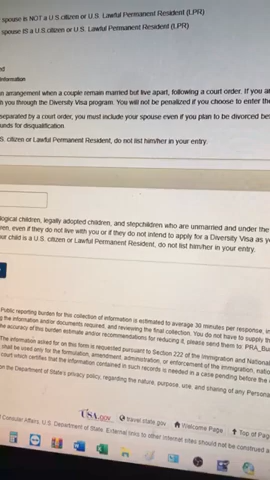 spouse is NOT a U.S. citizen or U.S. Lawful Permanent Resident (LPR)
spouse IS a U.S. citizen or U.S. Lawful Permanent Resident (LPR).
information
n arrangement when a couple remain married but live apart, following a court order. If you a
h you through the Diversity Visa program. You will not be penalized if you choose to enter the
separated by a court order, you must include your spouse even if you plan to be divorced be
unds for disqualification.
S. citizen or Lawful Permanent Resident, do not list him/her in your entry.
logical children, legally adopted children, and stepchildren who are unmarried and under the
ren, even if they do not live with you or if they do not intend to apply for a Diversity Visa as y
our child is a U.S. citizen or Lawful Permanent Resident, do not list him/her in your entry.
Public reporting burden for this collection of information is estimated to average 30 minutes per response, in
g the information and/or documents required, and reviewing the final collection. You do not have to supply th
he accuracy of this burden estimate and/or recommendations for reducing it, please send them to: PRA_Bu
The information asked for on this form is requested pursuant to Section 222 of the Immigration and National
shall be used only for the formulation, amendment, administration, or enforcement of the immigration, natio
court which certifies that the information contained in such records is needed in a case pending before the
on the Department of State's privacy policy, regarding the nature, purpose, use, and sharing of any Persona
USA.GOV travel.state.gov Welcome Page Top of Pag
Consular Affairs, U.S. Department of State. External links to other Internet sites should not be construed a